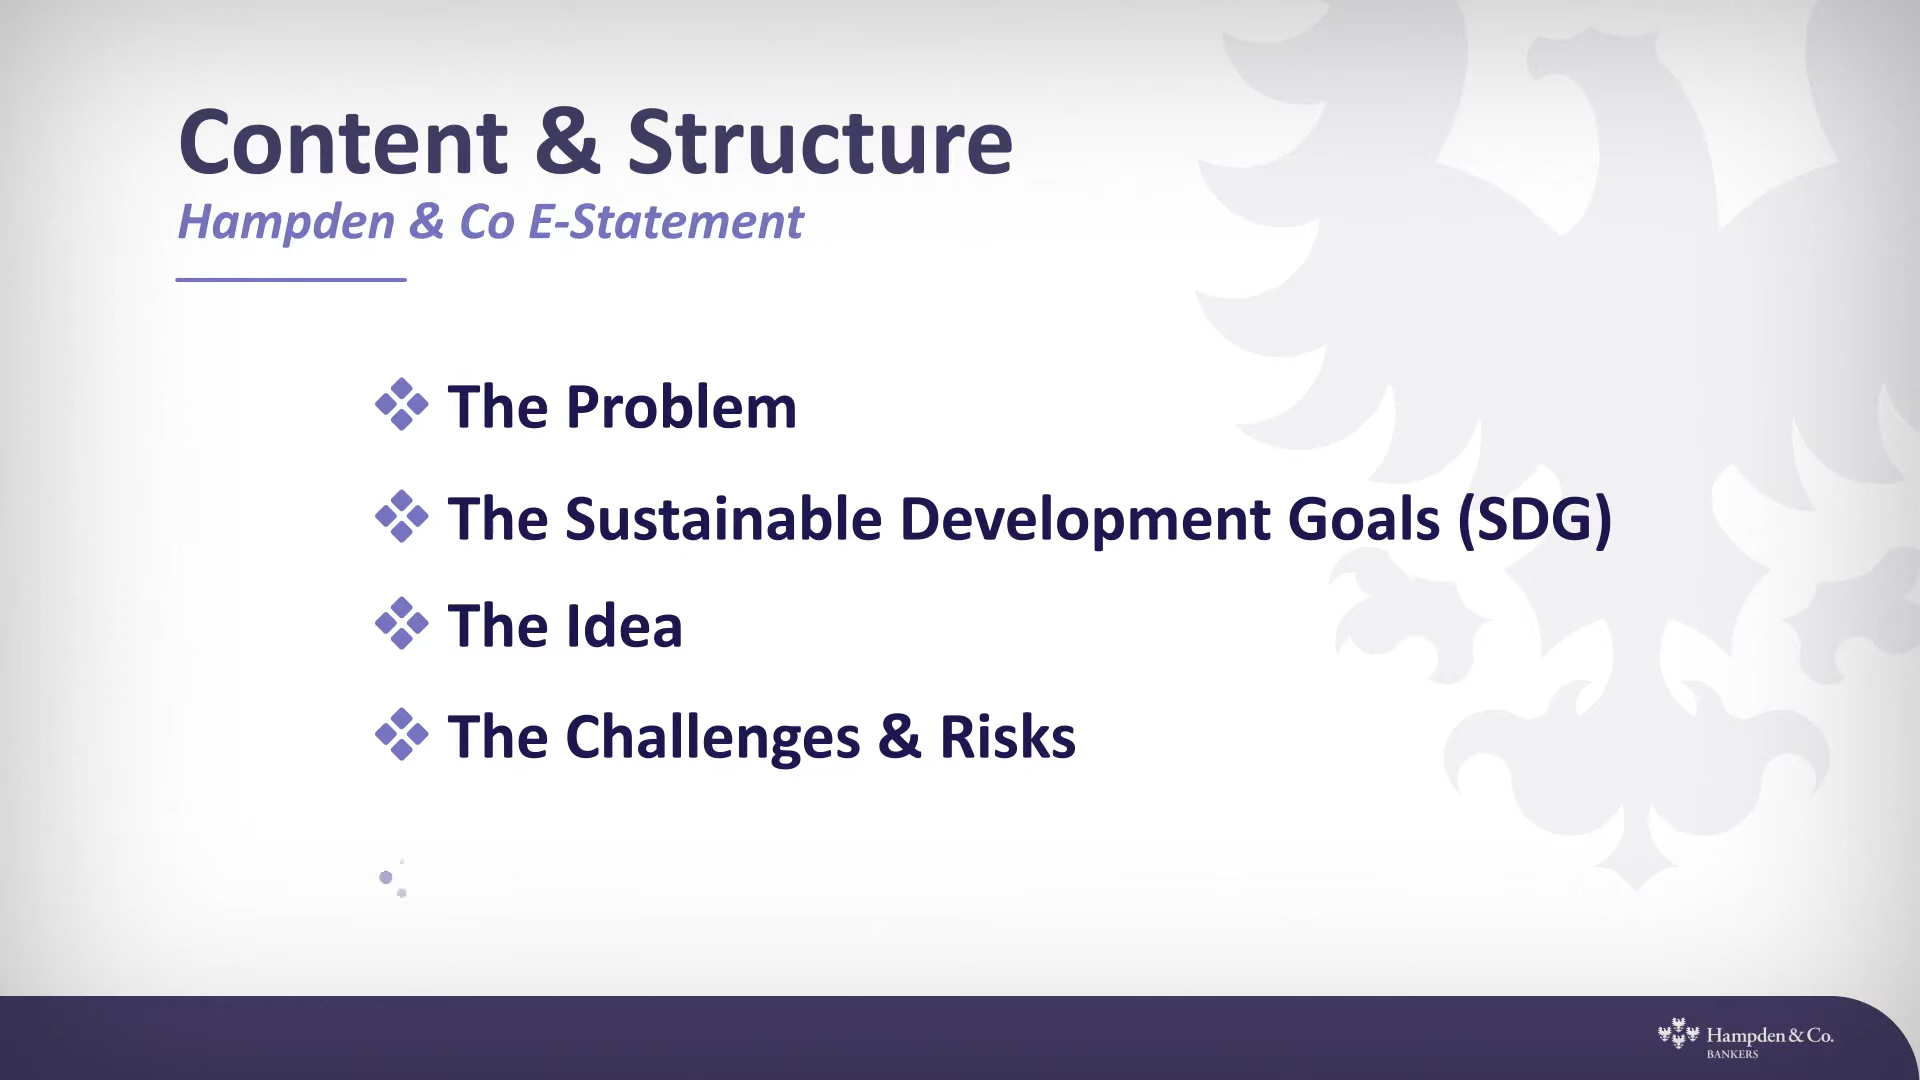 Content & Structure
Hampden & Co E-Statement
The Problem
The Sustainable Development Goals (SDG)
The Idea
The Challenges & Risks
Hampden & Co.
BANKERS